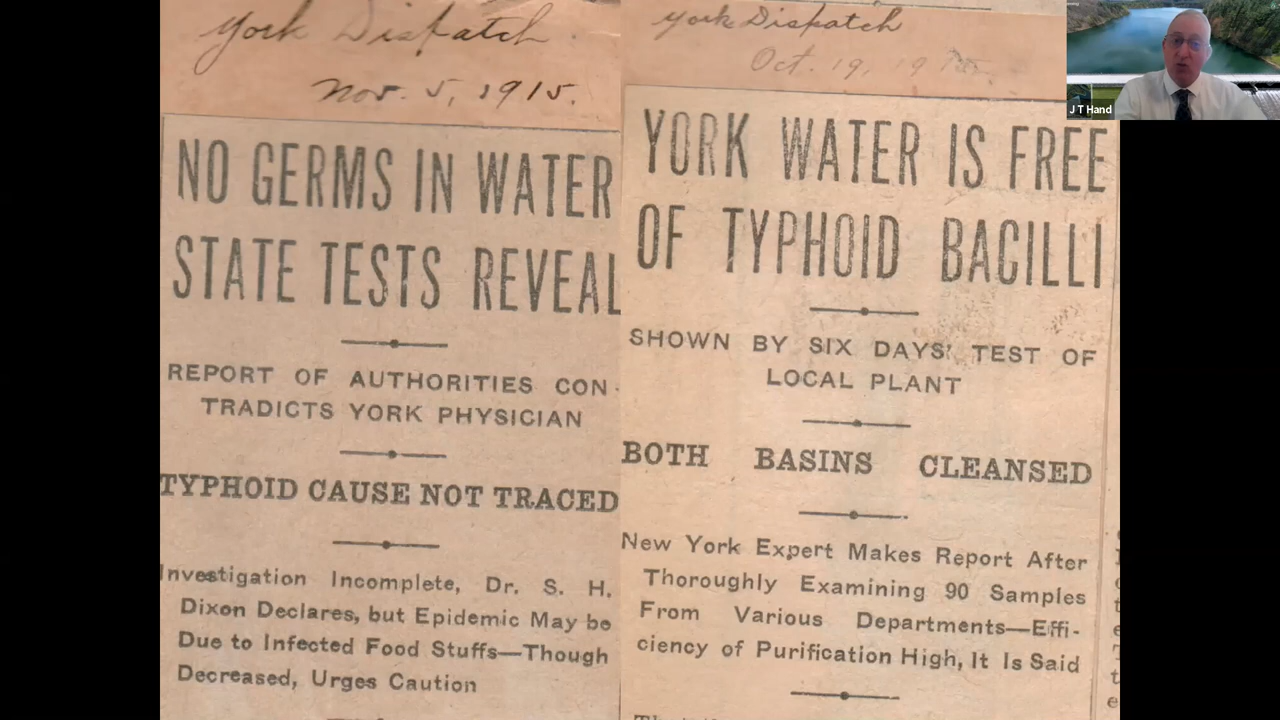 York Dispatch
Nov. 5, 1915.
NO GERMS IN WATER
STATE TESTS REVEAL
REPORT OF AUTHORITIES CON-
TRADICTS YORK PHYSICIAN
TYPHOID CAUSE NOT TRACED
Investigation Incomplete, Dr. S. H.
Dixon Declares, but Epidemic May be
Due to Infected Food Stuffs—Though
Decreased, Urges Caution
York Dispatch
Oct. 19, 19
YORK WATER IS FREE
OF TYPHOID BACILLI
SHOWN BY SIX DAYS' TEST OF
LOCAL PLANT
BOTH BASINS CLEANSED
New York Expert Makes Report After
Thoroughly Examining 90 Samples
From Various Departments—Effi-
ciency of Purification High, It Is Said
J T Hand